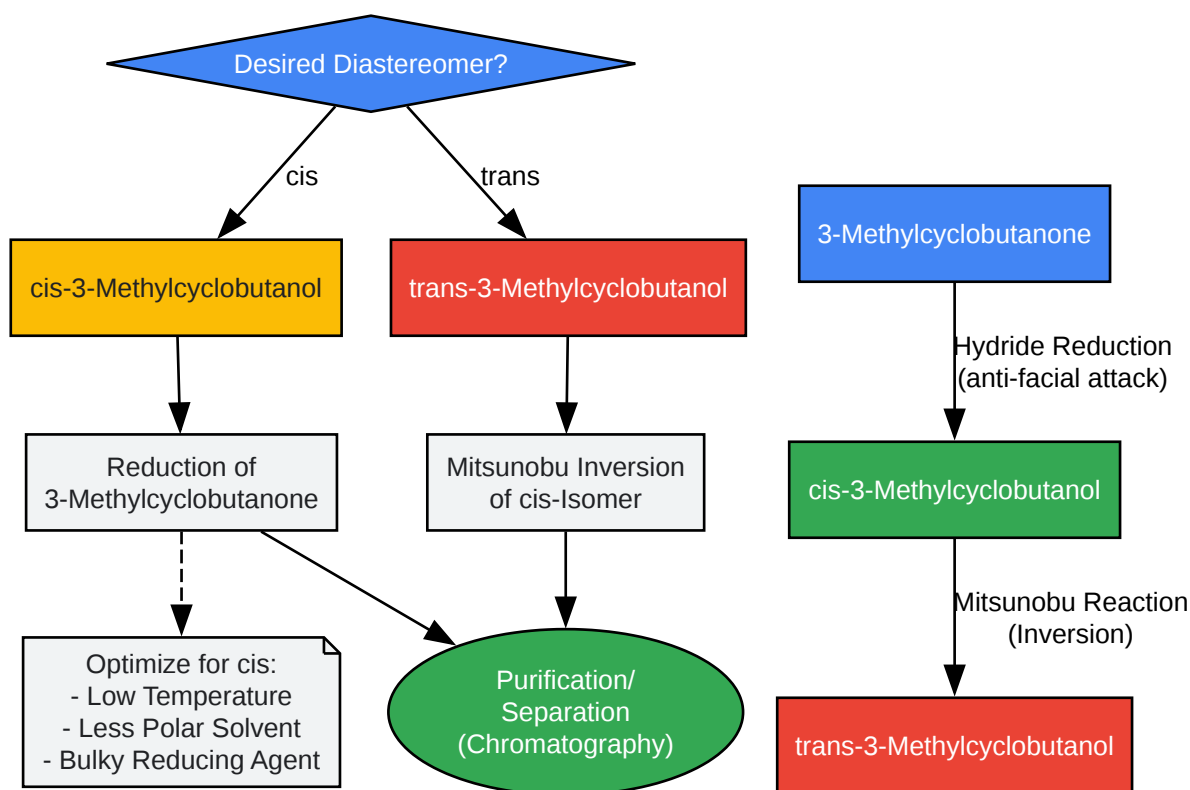 Desired Diastereomer?
cis
trans
cis-3-Methylcyclobutanol
trans-3-Methylcyclobutanol
Reduction of
3-Methylcyclobutanone
Mitsunobu Inversion
of cis-Isomer
Optimize for cis:
- Low Temperature
- Less Polar Solvent
- Bulky Reducing Agent
Purification/
Separation
(Chromatography)
3-Methylcyclobutanone
Hydride Reduction
(anti-facial attack)
cis-3-Methylcyclobutanol
Mitsunobu Reaction
(Inversion)
trans-3-Methylcyclobutanol